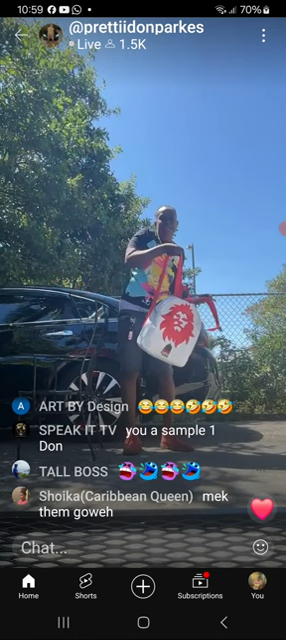 10:59
70%
@prettiidonparkes
Live 1.5K
A ART BY Design 😂😂😂🤣🤣🤣
SPEAK IT TV you a sample 1
Don
TALL BOSS
Shoika(Caribbean Queen) mek
them goweh
Chat...
Home Shorts Subscriptions You